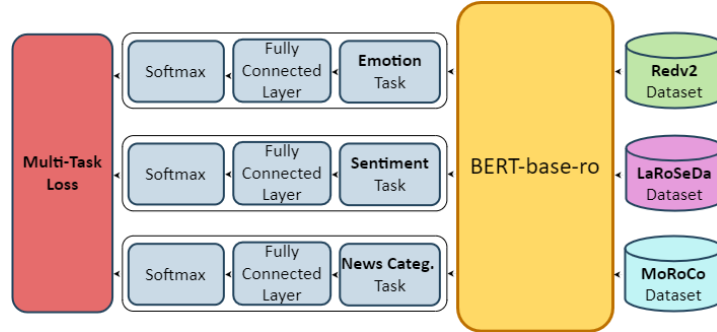 Multi-Task
Loss
Softmax
Fully
Connected
Layer
Emotion
Task
Softmax
Fully
Connected
Layer
Sentiment
Task
Softmax
Fully
Connected
Layer
News Categ.
Task
BERT-base-ro
Redv2
Dataset
LaRoSeDa
Dataset
MoRoCo
Dataset